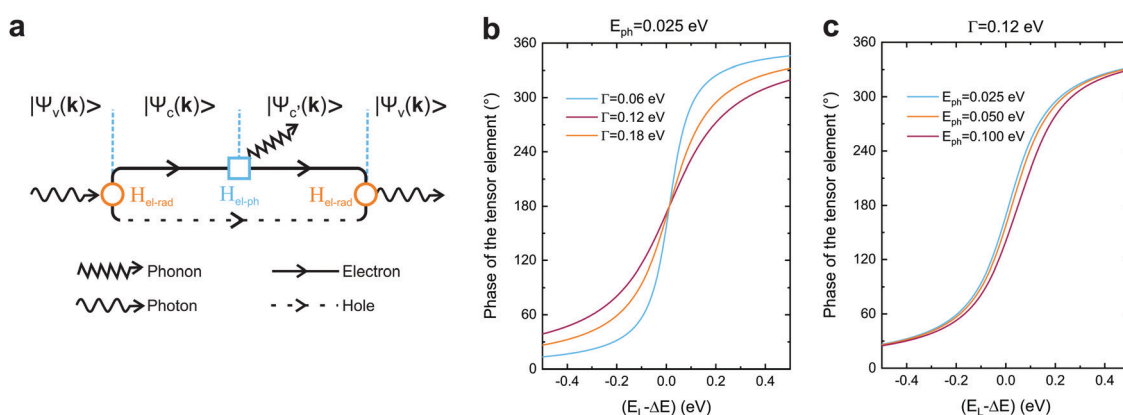 a
|Ψv(k)> |Ψc(k)> |Ψc'(k)> |Ψv(k)>
Hel-rad Hel-ph Hel-rad
Phonon Electron
Photon Hole
b
Eph=0.025 eV
Phase of the tensor element (°)
360
300
240
180
120
60
0
Γ=0.06 eV
Γ=0.12 eV
Γ=0.18 eV
-0.4 -0.2 0.0 0.2 0.4
(EL-ΔE) (eV)
c
Γ=0.12 eV
Phase of the tensor element (°)
360
300
240
180
120
60
0
Eph=0.025 eV
Eph=0.050 eV
Eph=0.100 eV
-0.4 -0.2 0.0 0.2 0.4
(EL-ΔE) (eV)